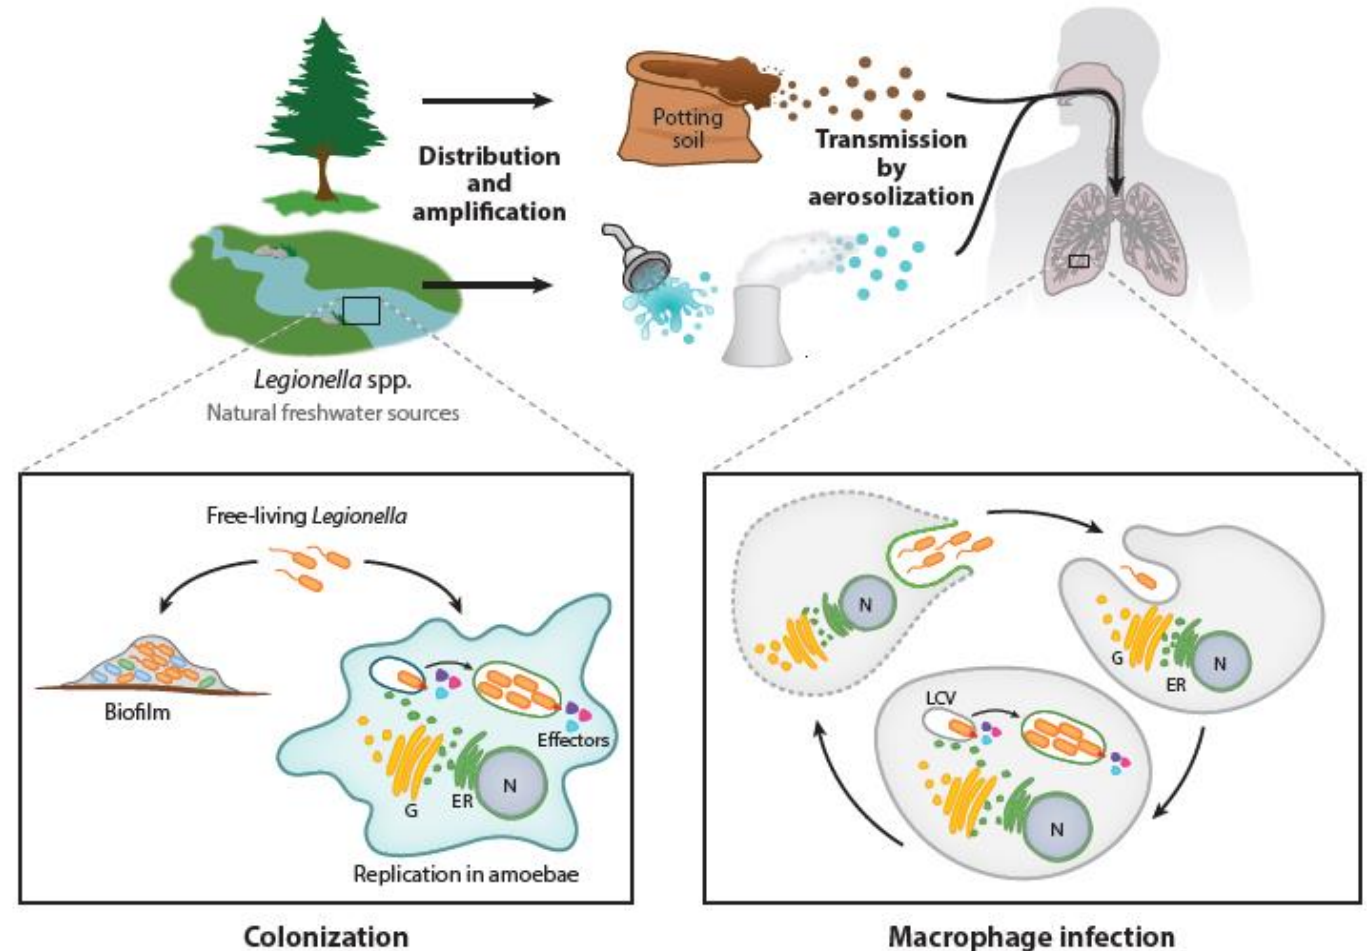 Potting
soil
Distribution
and
amplification
Transmission
by
aerosolization
Legionella spp.
Natural freshwater sources
Free-living Legionella
Biofilm
Effectors
N
ER
G
Replication in amoebae
Colonization
N
G
ER
N
LCV
N
Macrophage infection